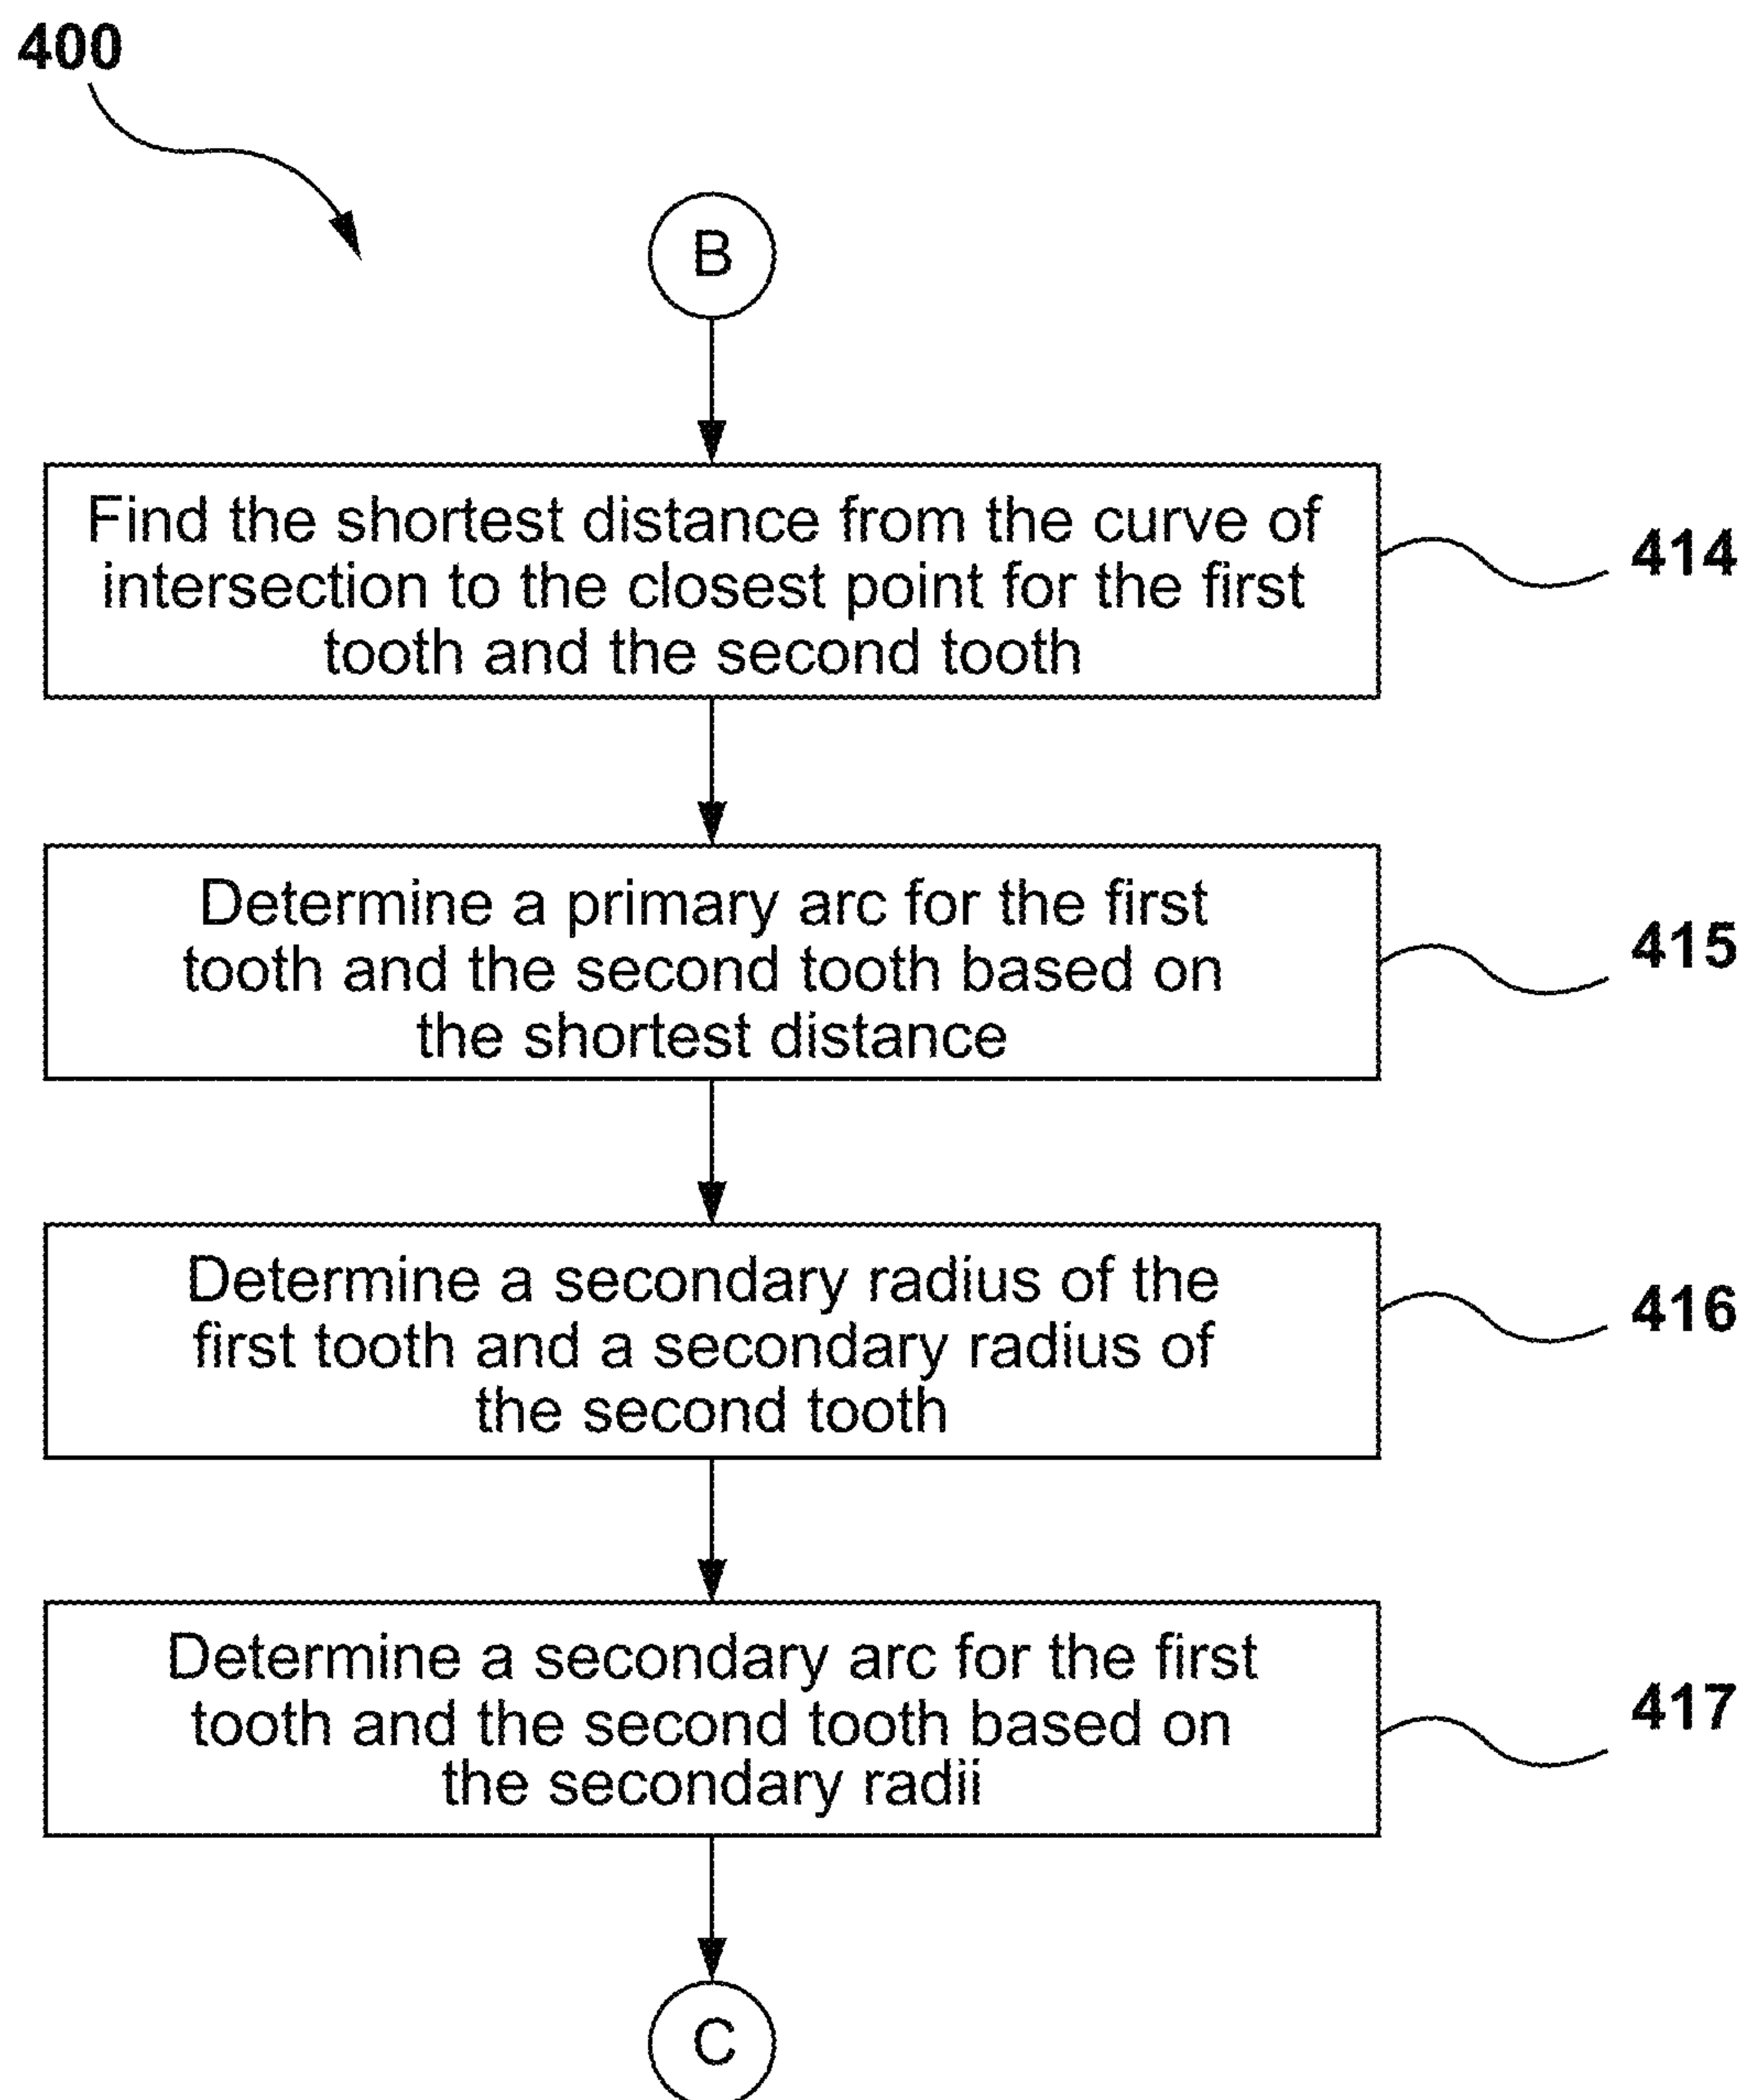 400
B
Find the shortest distance from the curve of
intersection to the closest point for the first
tooth and the second tooth
414
Determine a primary arc for the first
tooth and the second tooth based on
the shortest distance
415
Determine a secondary radius of the
first tooth and a secondary radius of
the second tooth
416
Determine a secondary arc for the first
tooth and the second tooth based on
the secondary radii
417
C